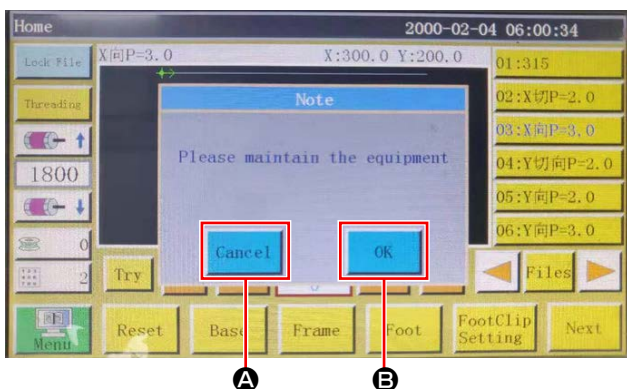 Home 2000-02-04 06:00:34
Lock File X向P=3.0 X:300.0 Y:200.0 01:315
Threading Note 02:X切P=2.0
03:X向P=3.0
Please maintain the equipment 04:Y切向P=2.0
1800
05:Y向P=2.0
06:Y向P=3.0
0 Cancel OK
2 Try Files
Menu Reset Base Frame Foot FootClip Setting Next
A B